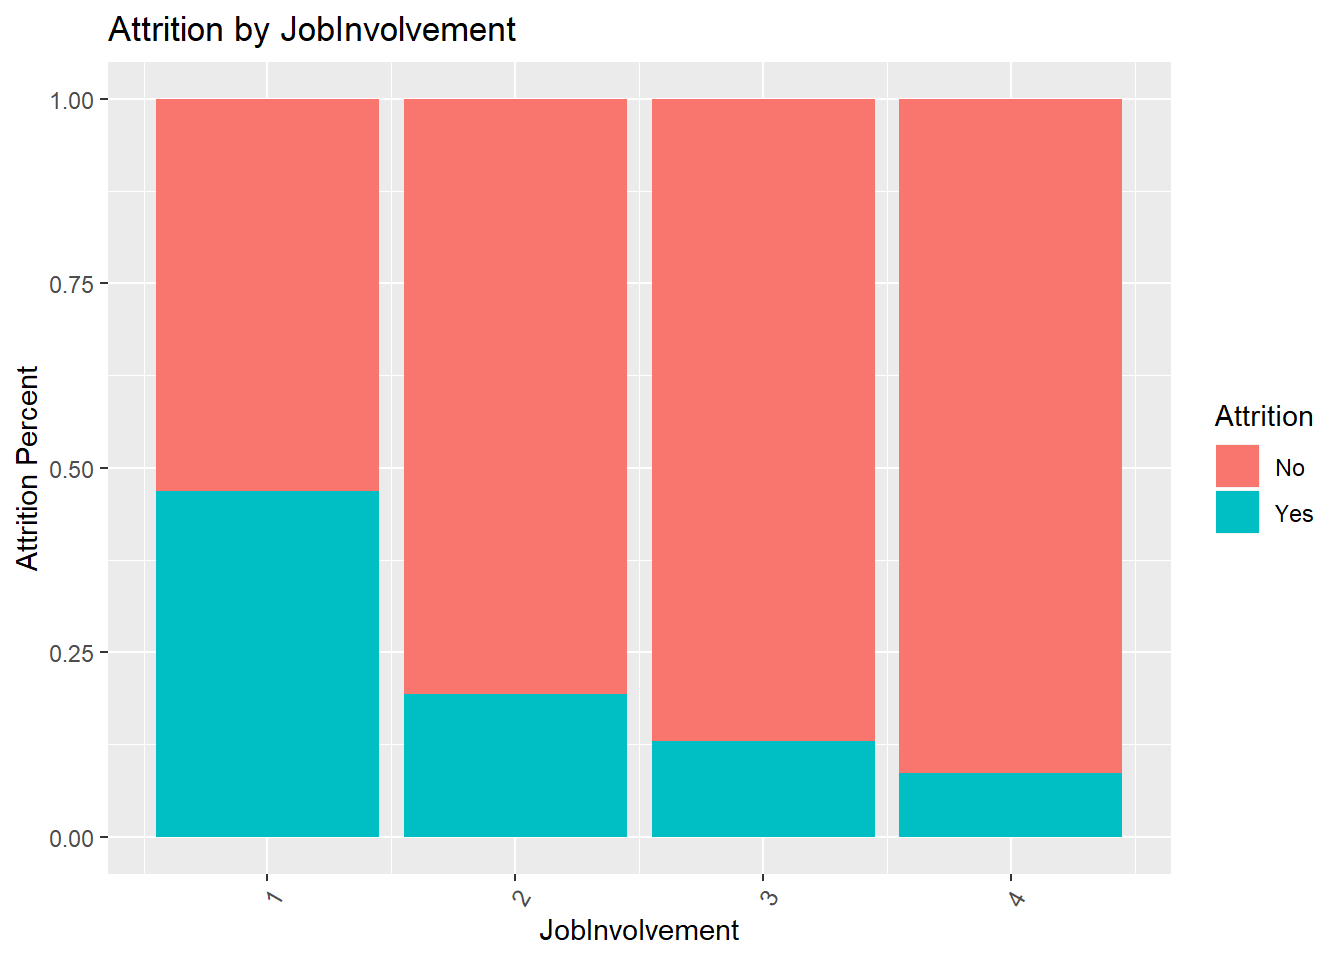 Attrition by JobInvolvement
Attrition Percent
1.00
0.75
0.50
0.25
0.00
1
2
3
4
JobInvolvement
Attrition
No
Yes